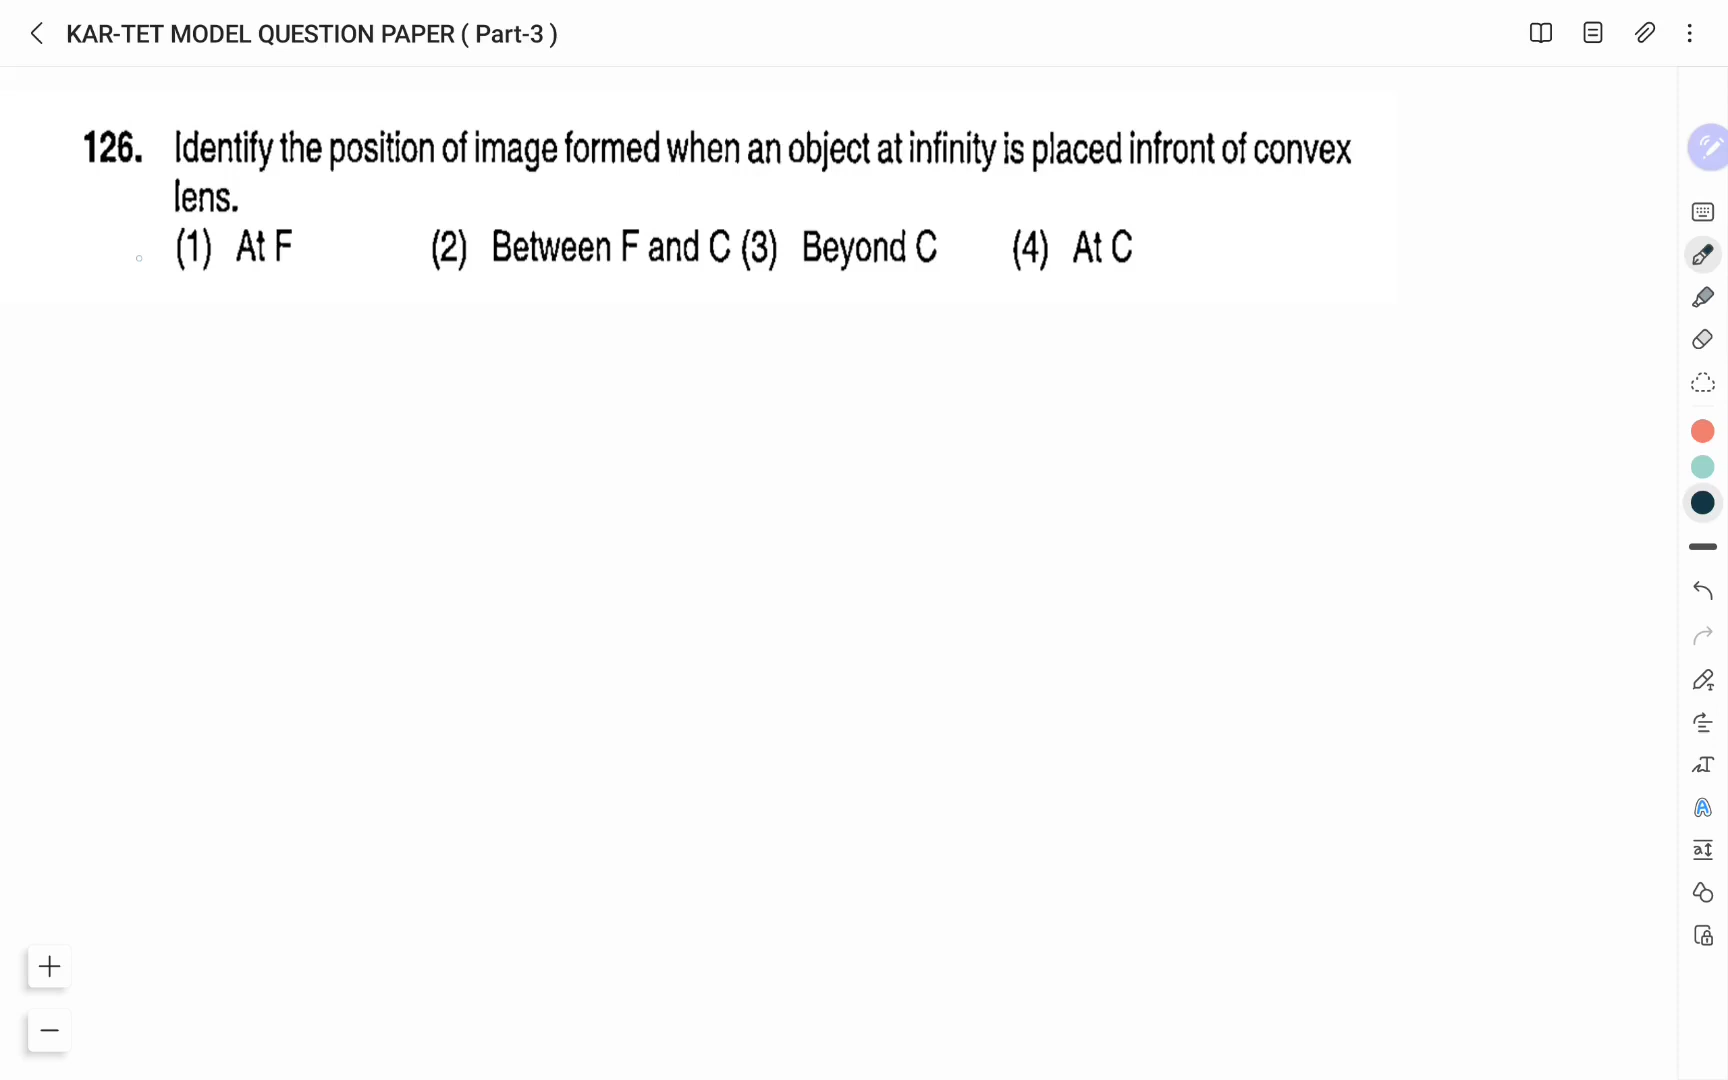 KAR-TET MODEL QUESTION PAPER ( Part-3 )
126. Identify the position of image formed when an object at infinity is placed infront of convex
lens.
(1) At F (2) Between F and C (3) Beyond C (4) At C